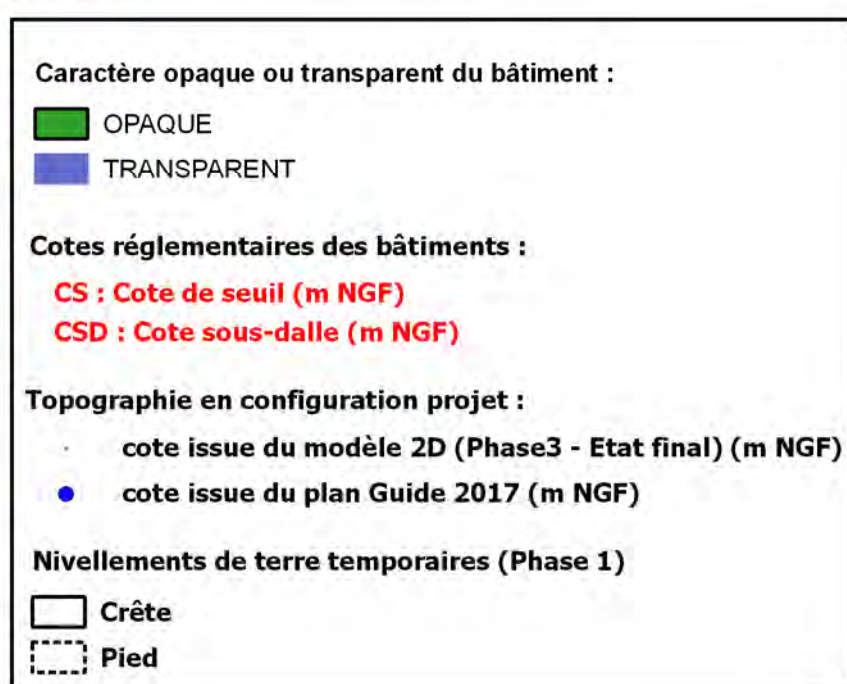 Caractère opaque ou transparent du bâtiment :
OPAQUE
TRANSPARENT
Cotes réglementaires des bâtiments :
CS : Cote de seuil (m NGF)
CSD : Cote sous-dalle (m NGF)
Topographie en configuration projet :
cote issue du modèle 2D (Phase3 - Etat final) (m NGF)
cote issue du plan Guide 2017 (m NGF)
Nivellements de terre temporaires (Phase 1)
Crête
Pied